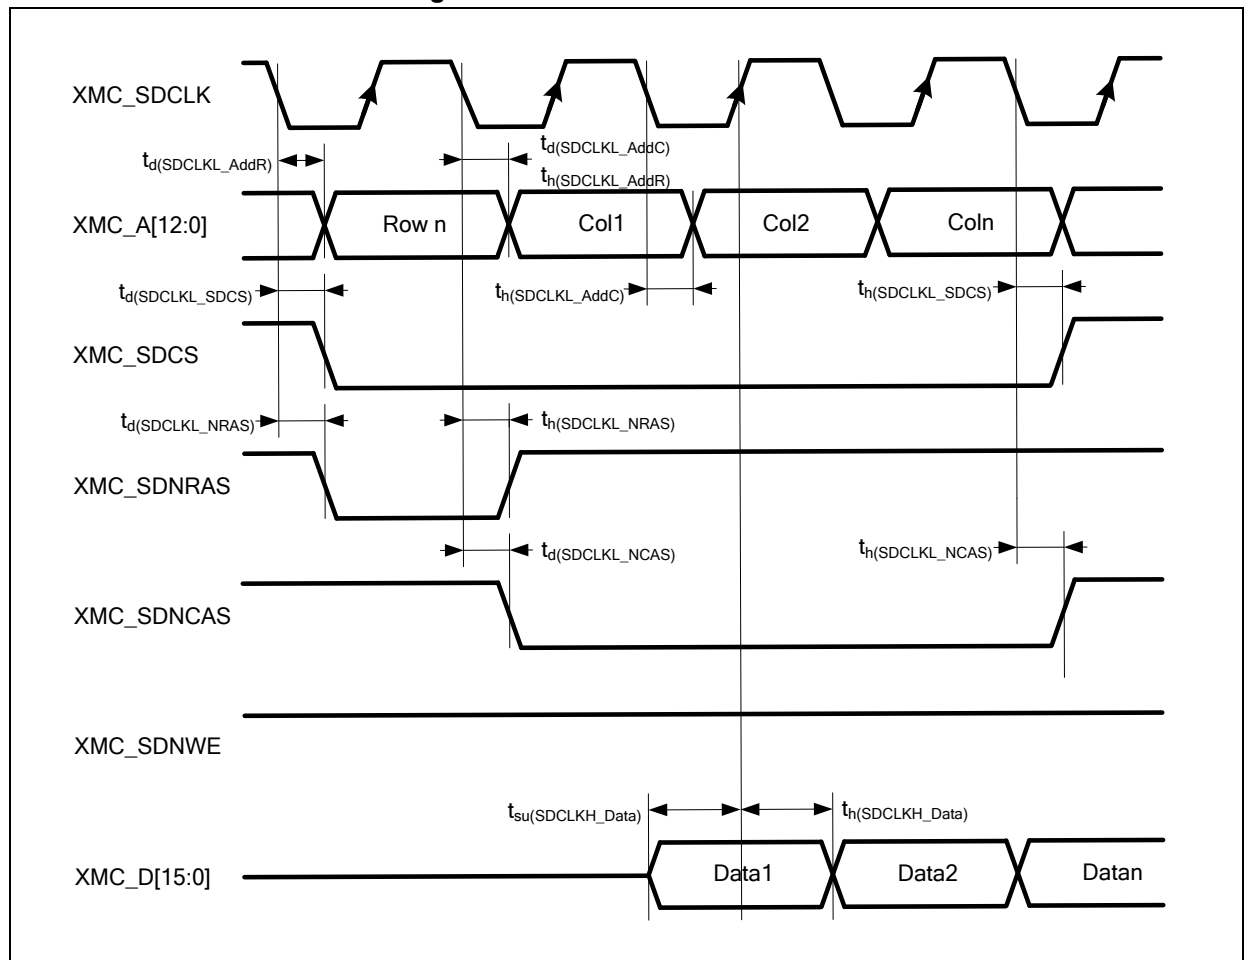 XMC_SDCLK
td(SDCLKL_AddR)
td(SDCLKL_AddC)
th(SDCLKL_AddR)
XMC_A[12:0]
Row n
Col1
Col2
Coln
td(SDCLKL_SDCS)
th(SDCLKL_AddC)
th(SDCLKL_SDCS)
XMC_SDCS
td(SDCLKL_NRAS)
th(SDCLKL_NRAS)
XMC_SDNRAS
td(SDCLKL_NCAS)
th(SDCLKL_NCAS)
XMC_SDNCAS
XMC_SDNWE
tsu(SDCLKH_Data)
th(SDCLKH_Data)
XMC_D[15:0]
Data1
Data2
Datan